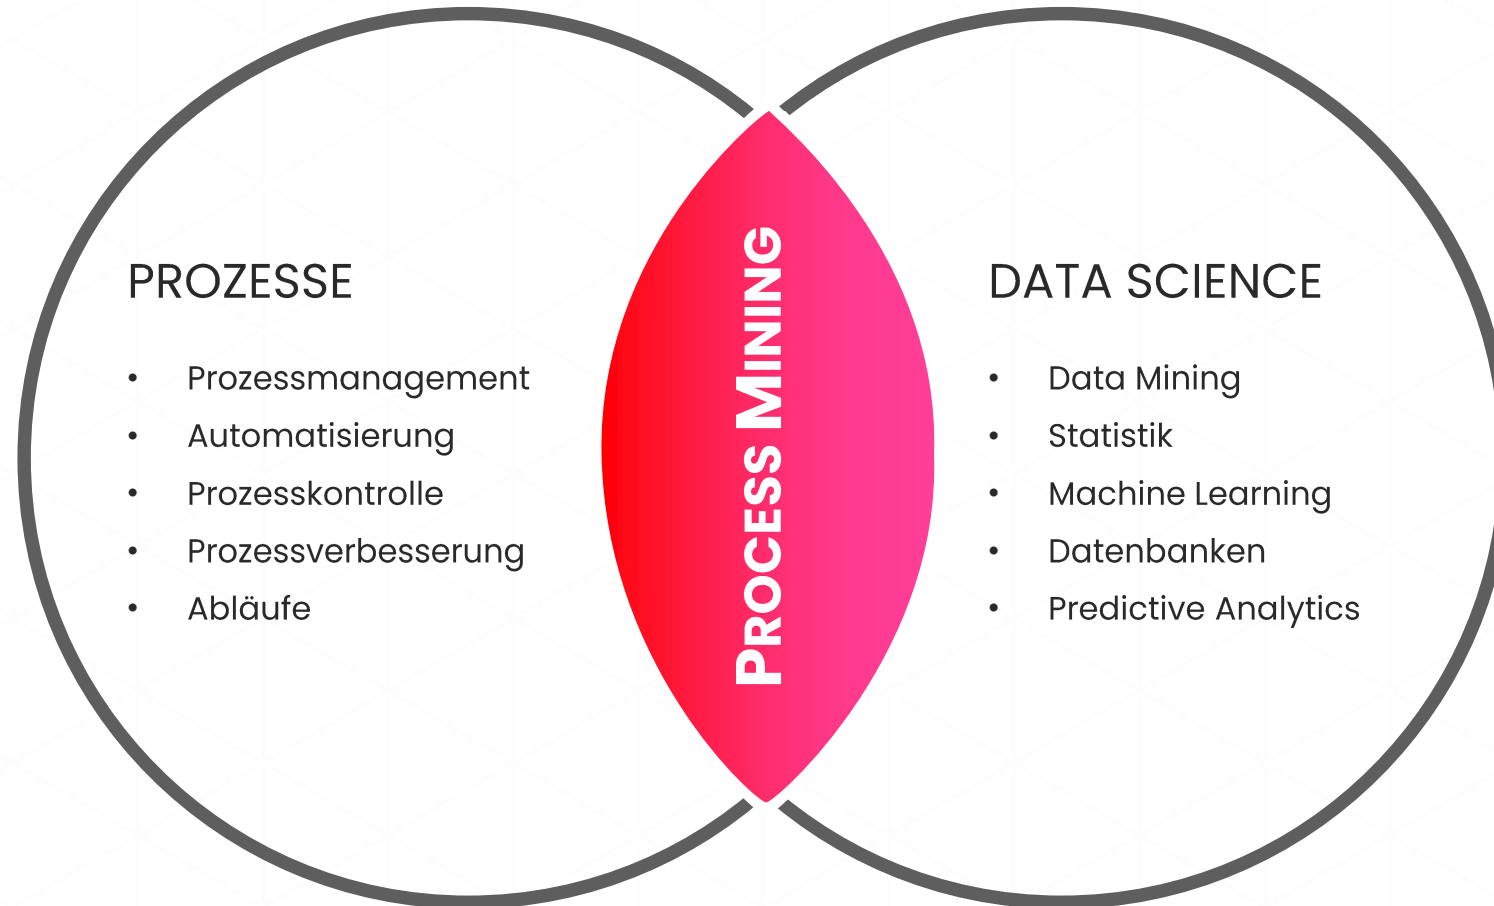 PROZESSE
• Prozessmanagement
• Automatisierung
• Prozesskontrolle
• Prozessverbesserung
• Abläufe
PROCESS MINING
DATA SCIENCE
• Data Mining
• Statistik
• Machine Learning
• Datenbanken
• Predictive Analytics